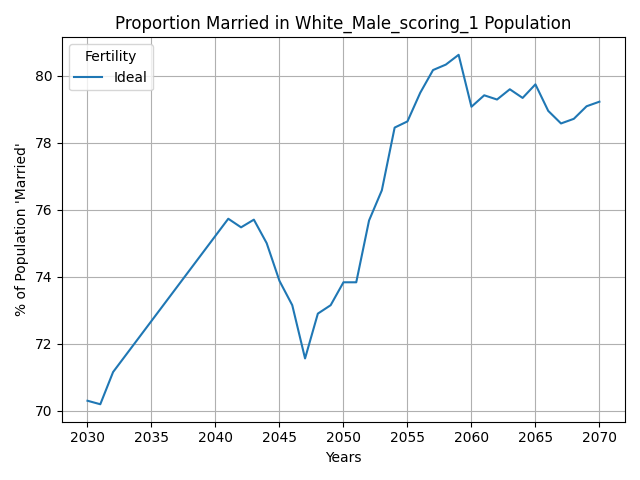 Proportion Married in White_Male_scoring_1 Population
Fertility
Ideal
% of Population 'Married'
80
78
76
74
72
70
2030 2035 2040 2045 2050 2055 2060 2065 2070
Years